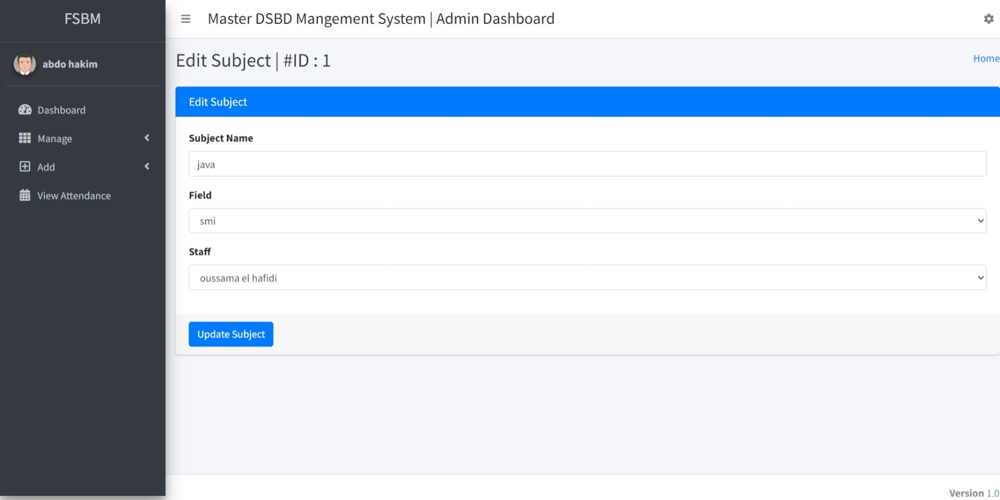 FSBM
Master DSBD Mangement System | Admin Dashboard
abdo hakim
Dashboard
Manage
Add
View Attendance
Edit Subject | #ID : 1
Home
Edit Subject
Subject Name
java
Field
smi
Staff
oussama el hafidi
Update Subject
Version 1.0